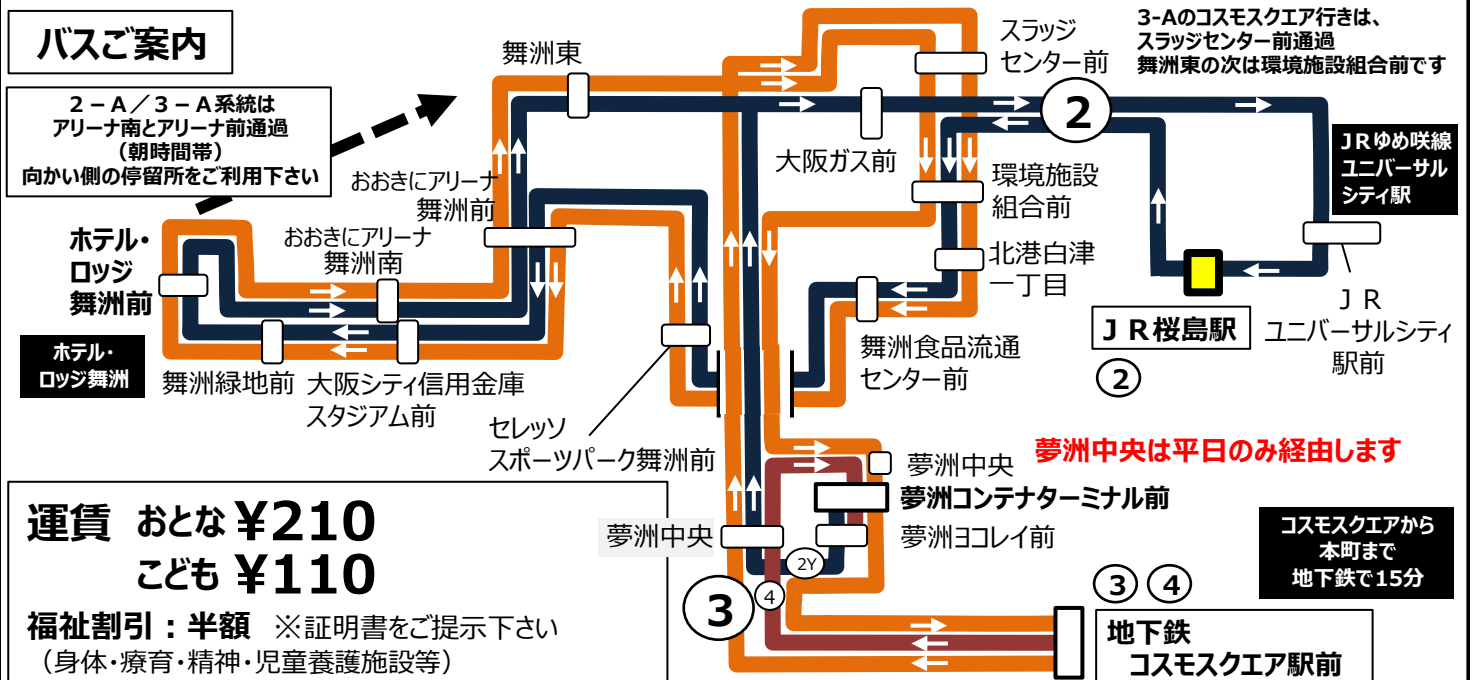 バスご案内
2－A／3－A系統は
アリーナ南とアリーナ前通過
（朝時間帯）
向かい側の停留所をご利用下さい
舞洲東
スラッジ
センター前
3-Aのコスモスクエア行きは、
スラッジセンター前通過
舞洲東の次は環境施設組合前です
②
大阪ガス前
JRゆめ咲線
ユニバーサル
シティ駅
おおきにアリーナ
舞洲前
環境施設
組合前
ホテル・
ロッジ
舞洲前
おおきにアリーナ
舞洲南
北港白津
一丁目
ホテル・
ロッジ舞洲
舞洲緑地前
大阪シティ信用金庫
スタジアム前
セレッソ
スポーツパーク舞洲前
舞洲食品流通
センター前
JR桜島駅
②
JR
ユニバーサルシティ
駅前
夢洲中央は平日のみ経由します
夢洲中央
夢洲コンテナターミナル前
夢洲中央
夢洲ヨコレイ前
2Y
4
③
コスモスクエアから
本町まで
地下鉄で15分
③ ④
地下鉄
コスモスクエア駅前
運賃 おとな ¥210
こども ¥110
福祉割引：半額 ※証明書をご提示下さい
（身体・療育・精神・児童養護施設等）